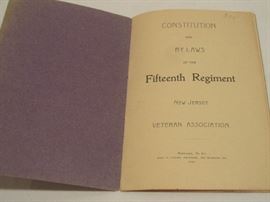 CONSTITUTION
AND
BY-LAWS
OF THE
Fifteenth Regiment
NEW JERSEY
VETERAN ASSOCIATION